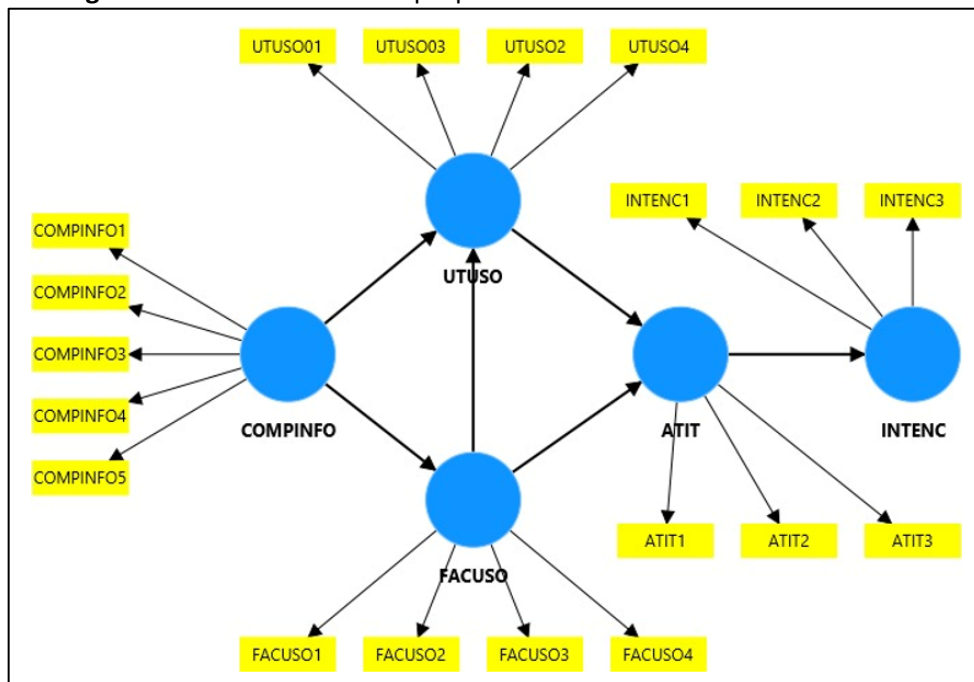 UTUSO01 UTUSO03 UTUSO2 UTUSO4
INTENC1 INTENC2 INTENC3
COMPINFO1
UTUSO
COMPINFO2
COMPINFO3
COMPINFO4
COMPINFO ATIT INTENC
COMPINFO5
ATIT1 ATIT2 ATIT3
FACUSO
FACUSO1 FACUSO2 FACUSO3 FACUSO4